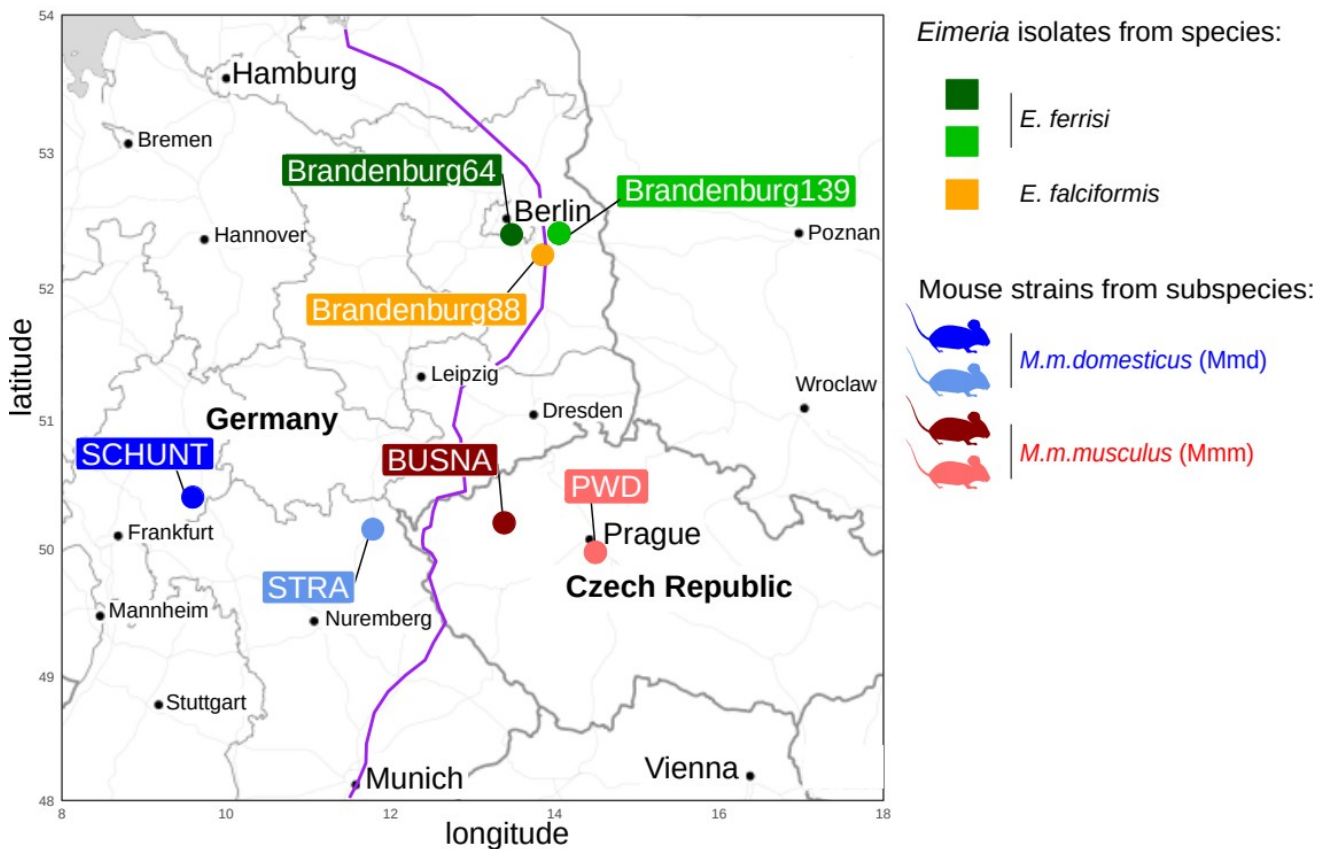 54
53
52
51
50
49
48
latitude
8
10
12
14
16
18
longitude
Hamburg
Bremen
Brandenburg64
Brandenburg139
Berlin
Hannover
Poznan
Brandenburg88
Leipzig
Wroclaw
Germany
Dresden
SCHUNT
BUSNA
PWD
Frankfurt
Prague
STRA
Czech Republic
Mannheim
Nuremberg
Stuttgart
Munich
Vienna
Eimeria isolates from species:
E. ferrisi
E. falciformis
Mouse strains from subspecies:
M.m.domesticus (Mmd)
M.m.musculus (Mmm)